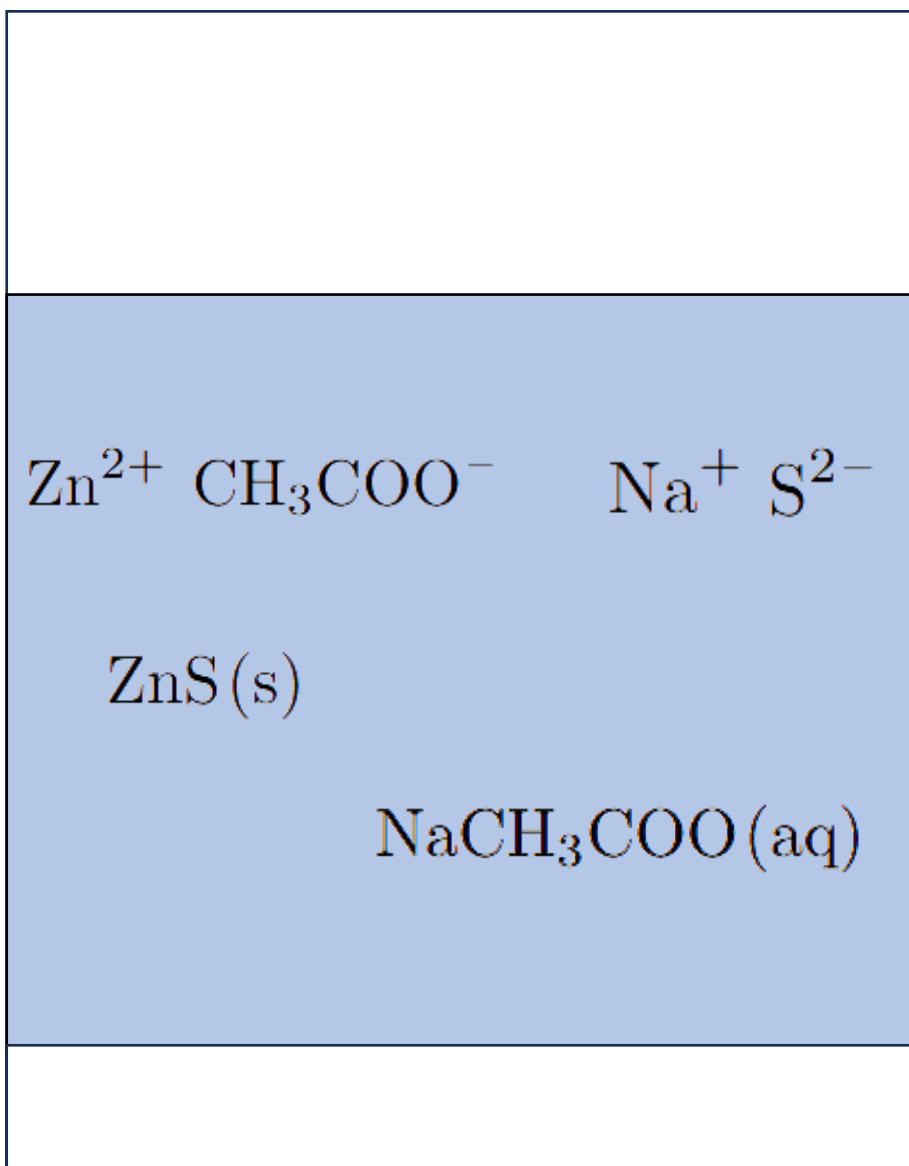 Zn²⁺ CH₃COO⁻ Na⁺ S²⁻
ZnS(s)
NaCH₃COO(aq)